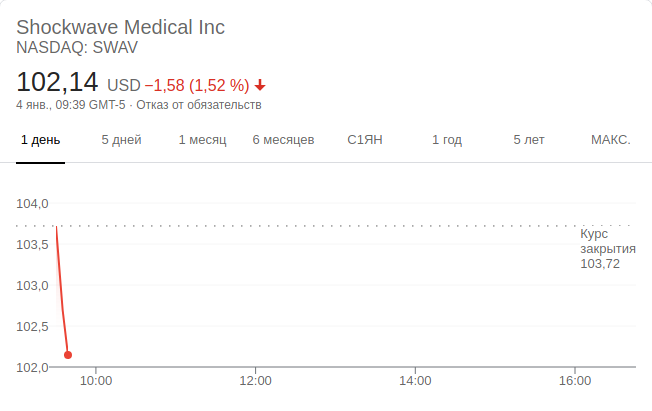 Shockwave Medical Inc
NASDAQ: SWAV
102,14 USD −1,58 (1,52 %)
4 янв., 09:39 GMT-5 · Отказ от обязательств
1 день 5 дней 1 месяц 6 месяцев С1ЯН 1 год 5 лет МАКС.
104,0
Курс
закрытия
103,72
103,5
103,0
102,5
102,0
10:00 12:00 14:00 16:00